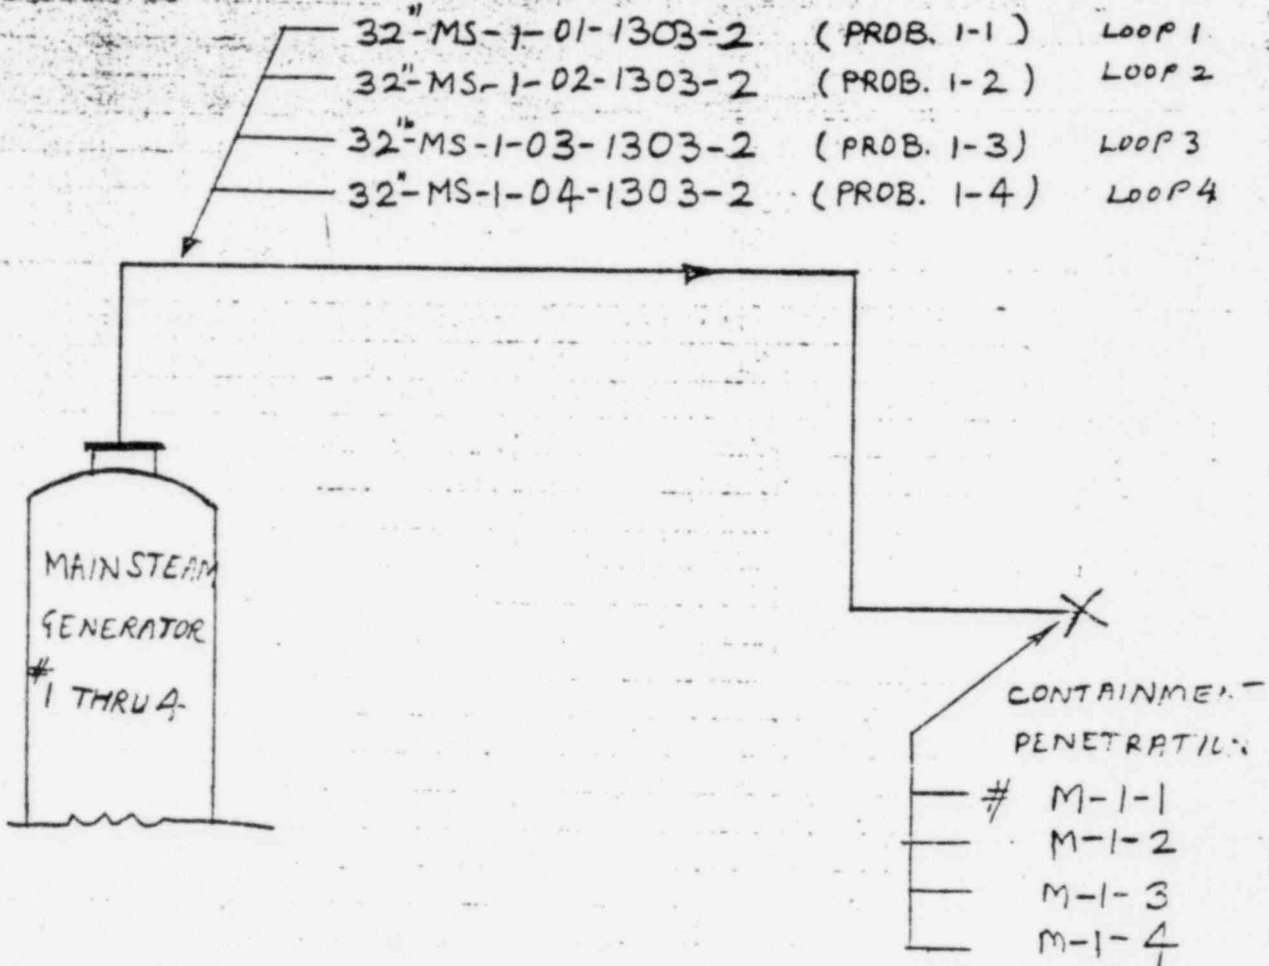 32"-MS-1-01-1303-2 (PROB. 1-1) LOOP 1
32"-MS-1-02-1303-2 (PROB. 1-2) LOOP 2
32"-MS-1-03-1303-2 (PROB. 1-3) LOOP 3
32"-MS-1-04-1303-2 (PROB. 1-4) LOOP 4
MAIN STEAM
GENERATOR
#1 THRU 4
CONTAINMENT
PENETRATION
# M-1-1
M-1-2
M-1-3
M-1-4